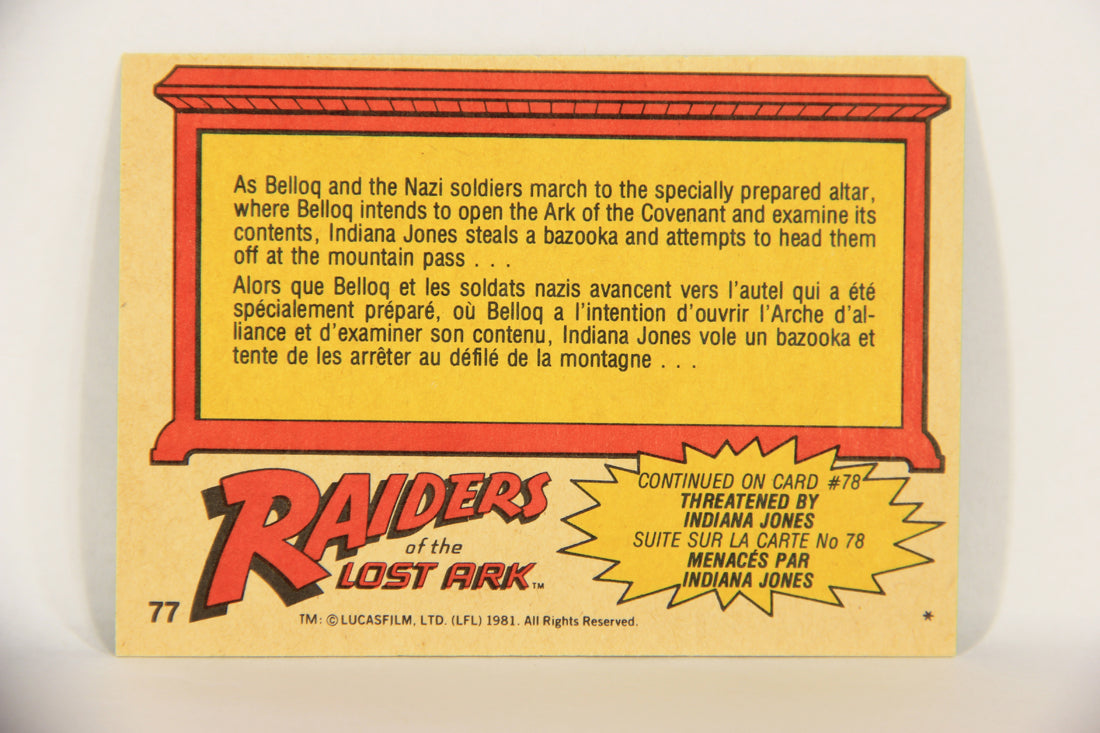 As Belloq and the Nazi soldiers march to the specially prepared altar,
where Belloq intends to open the Ark of the Covenant and examine its
contents, Indiana Jones steals a bazooka and attempts to head them
off at the mountain pass . . .
Alors que Belloq et les soldats nazis avancent vers l'autel qui a été
spécialement préparé, où Belloq a l'intention d'ouvrir l'Arche d'al-
liance et d'examiner son contenu, Indiana Jones vole un bazooka et
tente de les arrêter au défilé de la montagne . . .
RAIDERS
of the
LOST ARK™
CONTINUED ON CARD #78
THREATENED BY
INDIANA JONES
SUITE SUR LA CARTE No 78
MENACÉS PAR
INDIANA JONES
77
TM: © LUCASFILM, LTD. (LFL) 1981. All Rights Reserved.
*